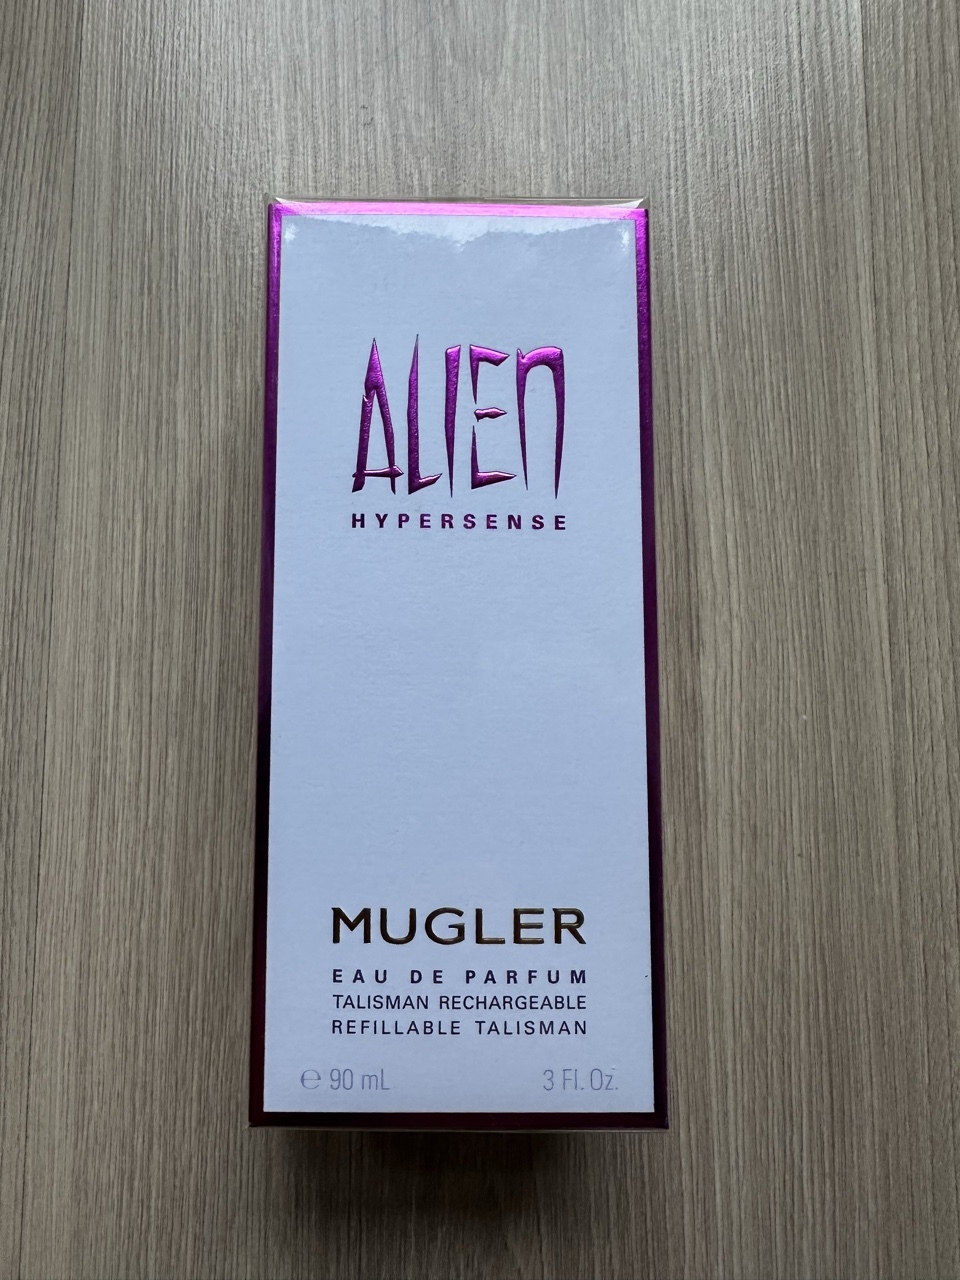 ALIEN
HYPERSENSE
MUGLER
EAU DE PARFUM
TALISMAN RECHARGEABLE
REFILLABLE TALISMAN
℮ 90 mL 3 Fl. Oz.